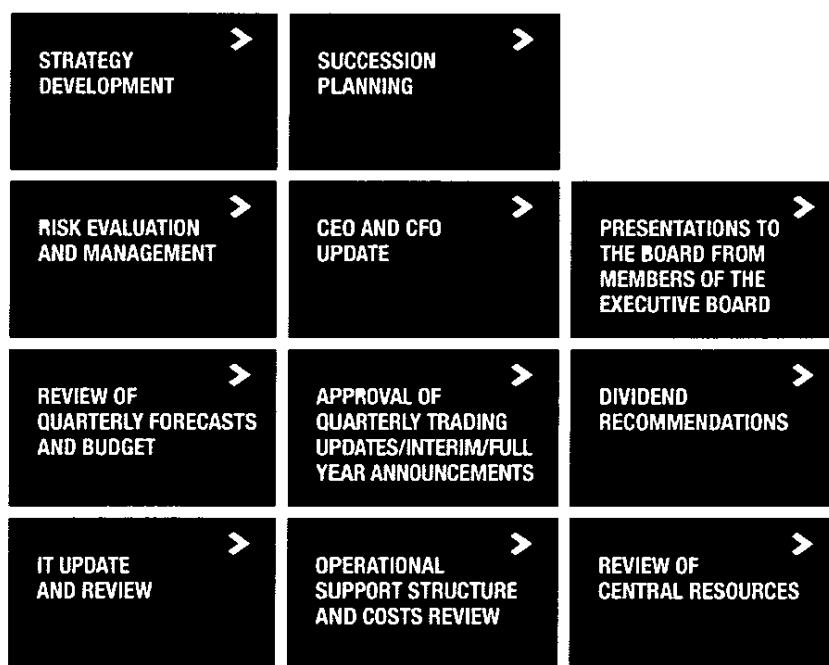 STRATEGY
DEVELOPMENT
SUCCESSION
PLANNING
RISK EVALUATION
AND MANAGEMENT
CEO AND CFO
UPDATE
PRESENTATIONS TO
THE BOARD FROM
MEMBERS OF THE
EXECUTIVE BOARD
REVIEW OF
QUARTERLY FORECASTS
AND BUDGET
APPROVAL OF
QUARTERLY TRADING
UPDATES/INTERIM/FULL
YEAR ANNOUNCEMENTS
DIVIDEND
RECOMMENDATIONS
IT UPDATE
AND REVIEW
OPERATIONAL
SUPPORT STRUCTURE
AND COSTS REVIEW
REVIEW OF
CENTRAL RESOURCES